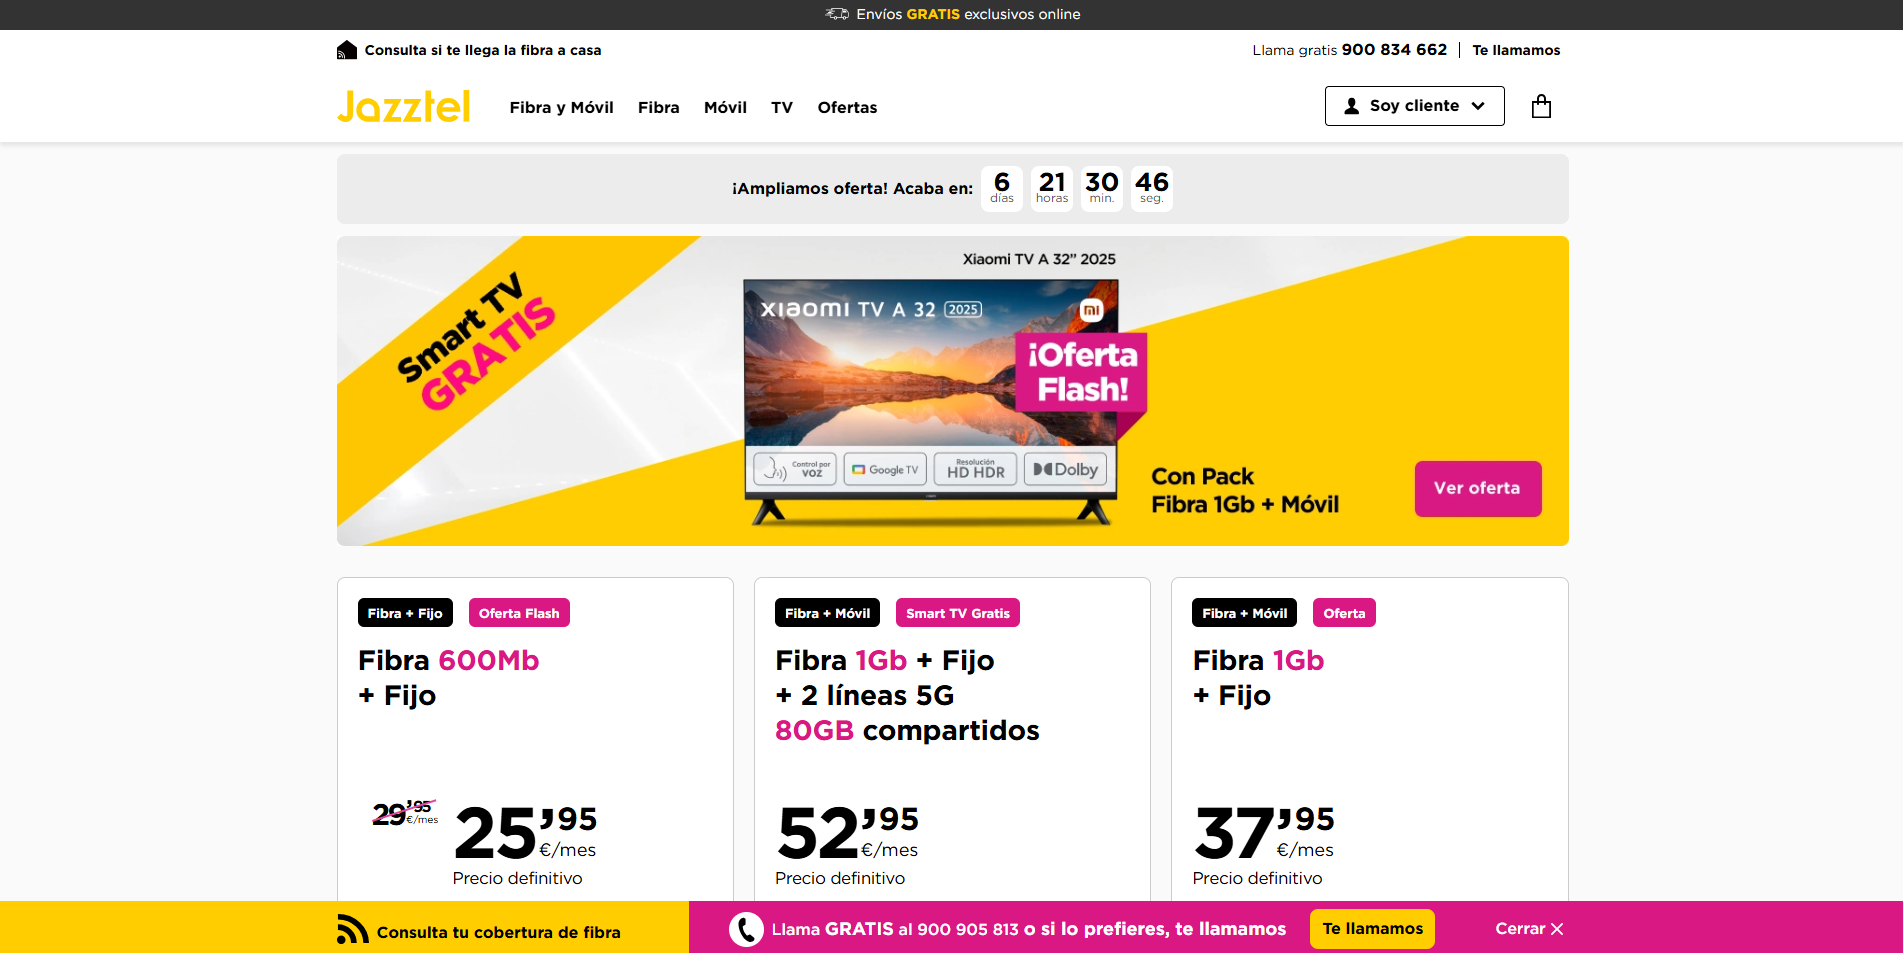 Envíos GRATIS exclusivos online
Consulta si te llega la fibra a casa
Llama gratis 900 834 662 | Te llamamos
Jazztel
Fibra y Móvil Fibra Móvil TV Ofertas
Soy cliente
¡Ampliamos oferta! Acaba en:
6 21 30 46
días horas min. seg.
Smart TV
GRATIS
Xiaomi TV A 32” 2025
xiaomi TV A 32 2025
mi
¡Oferta
Flash!
Control por
VOZ
Google TV
Resolución
HD HDR
Dolby
Con Pack
Fibra 1Gb + Móvil
Ver oferta
Fibra + Fijo Oferta Flash
Fibra 600Mb
+ Fijo
29’95 €/mes
25’95 €/mes
Precio definitivo
Fibra + Móvil Smart TV Gratis
Fibra 1Gb + Fijo
+ 2 líneas 5G
80GB compartidos
52’95 €/mes
Precio definitivo
Fibra + Móvil Oferta
Fibra 1Gb
+ Fijo
37’95 €/mes
Precio definitivo
Consulta tu cobertura de fibra
Llama GRATIS al 900 905 813 o si lo prefieres, te llamamos
Te llamamos
Cerrar